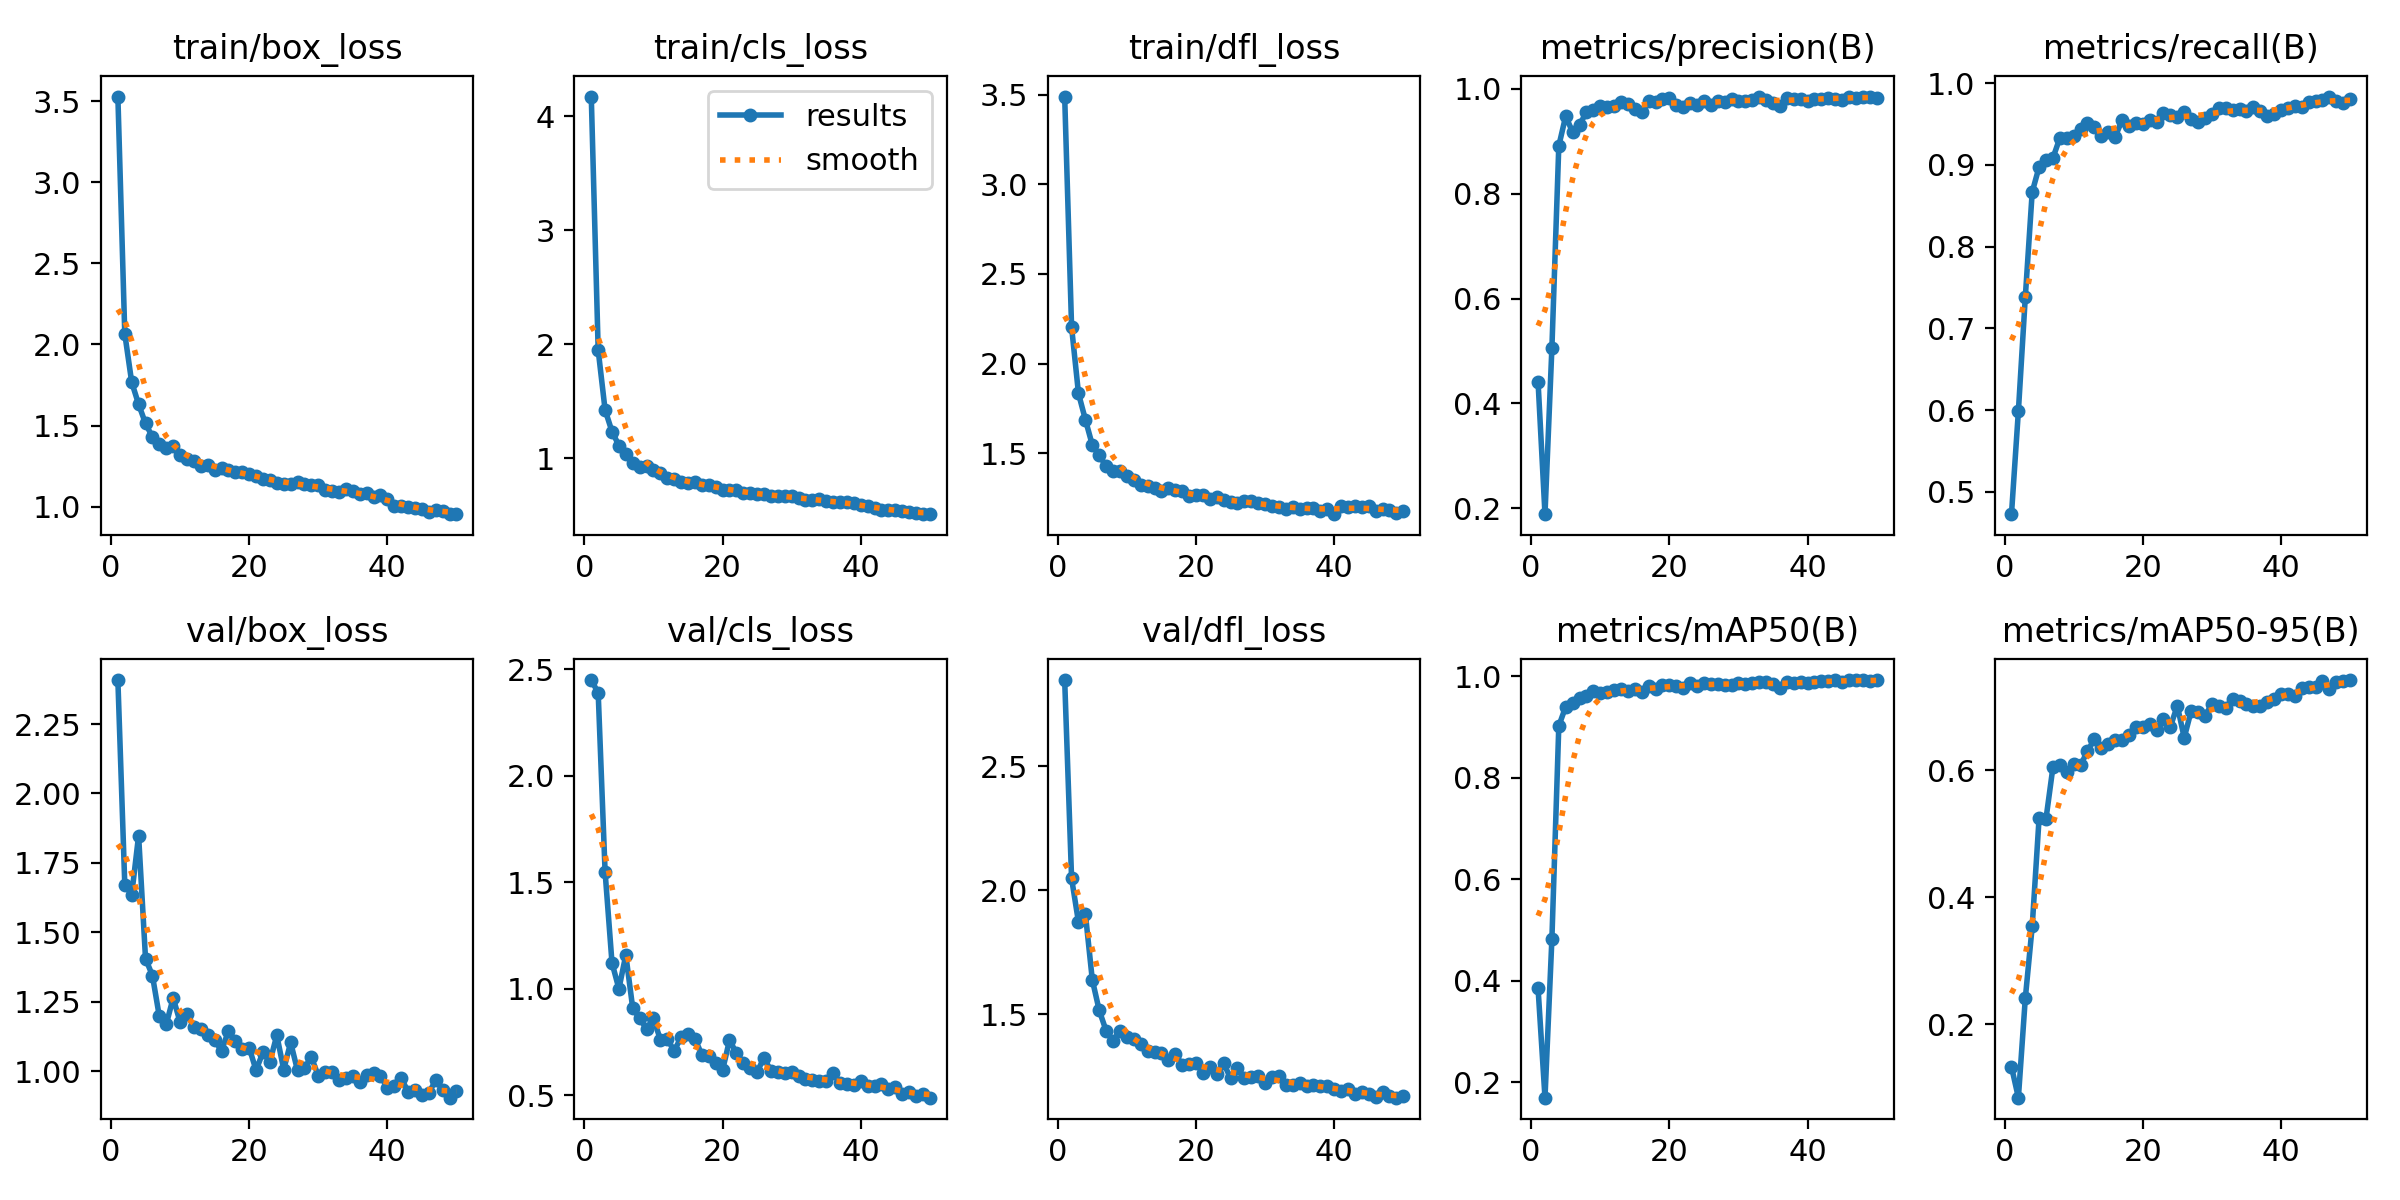 train/box_loss
3.5
3.0
2.5
2.0
1.5
1.0
0 20 40
train/cls_loss
results
smooth
4
3
2
1
0 20 40
train/dfl_loss
3.5
3.0
2.5
2.0
1.5
0 20 40
metrics/precision(B)
1.0
0.8
0.6
0.4
0.2
0 20 40
metrics/recall(B)
1.0
0.9
0.8
0.7
0.6
0.5
0 20 40
val/box_loss
2.25
2.00
1.75
1.50
1.25
1.00
0 20 40
val/cls_loss
2.5
2.0
1.5
1.0
0.5
0 20 40
val/dfl_loss
2.5
2.0
1.5
0 20 40
metrics/mAP50(B)
1.0
0.8
0.6
0.4
0.2
0 20 40
metrics/mAP50-95(B)
0.6
0.4
0.2
0 20 40